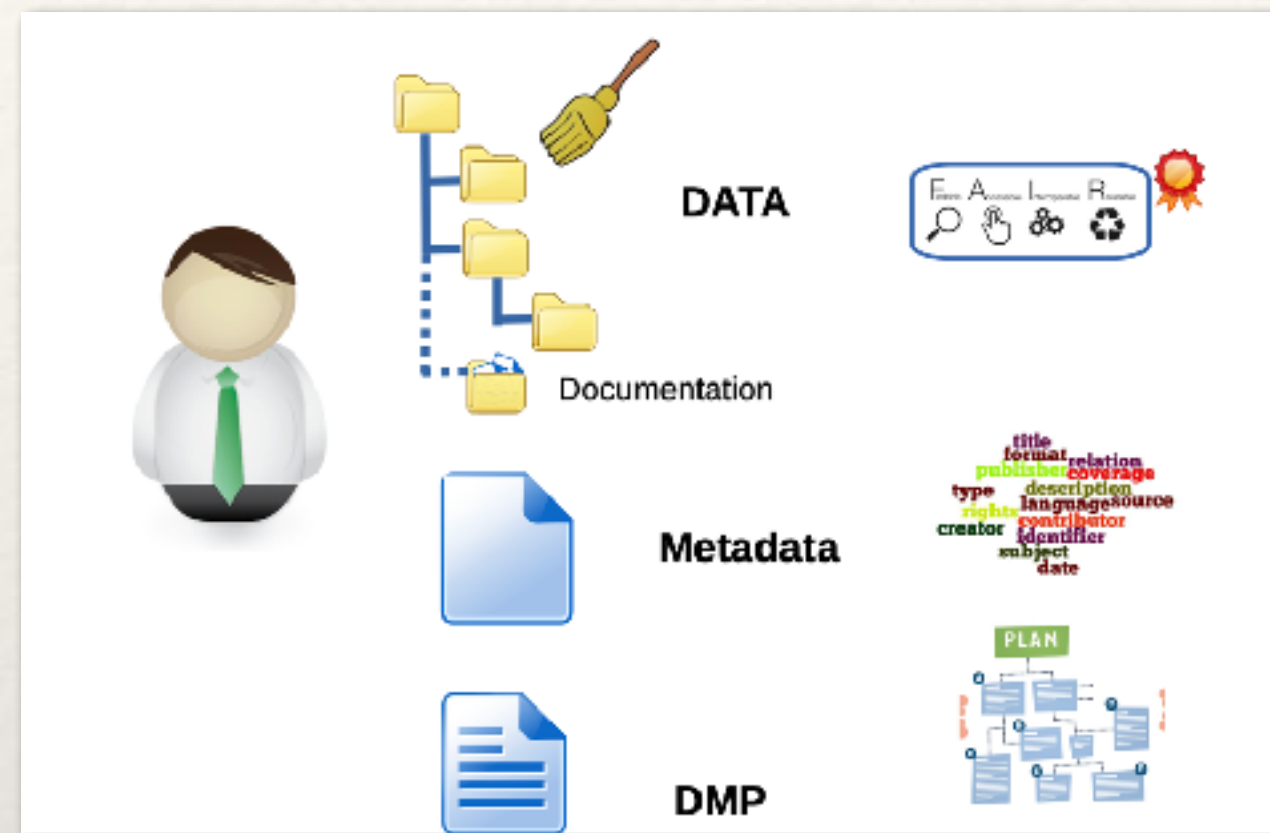 DATA
F A I R
Documentation
title
format relation
publisher coverage
type description
rights language source
creator contributor
identifier
subject
date
Metadata
PLAN
DMP